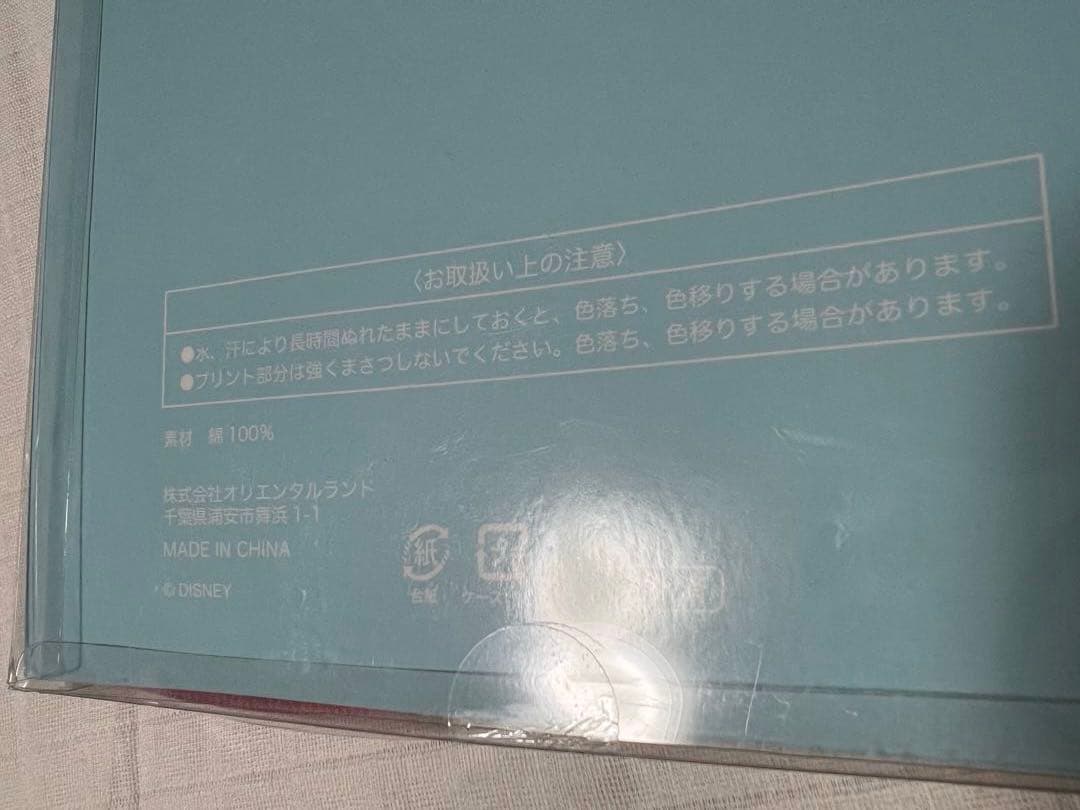 〈お取扱い上の注意〉
●水、汗により長時間ぬれたままにしておくと、色落ち、色移りする場合があります。
●プリント部分は強くまさつしないでください。色落ち、色移りする場合があります。
素材　綿100%
株式会社オリエンタルランド
千葉県浦安市舞浜1-1
MADE IN CHINA
© DISNEY
紙
台紙